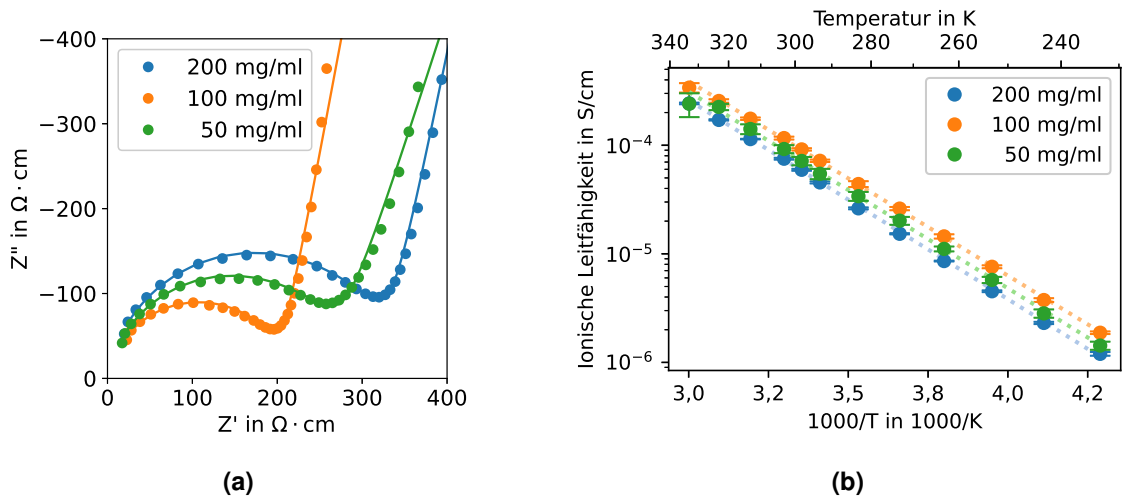 −400
−300
−200
−100
0
Z'' in Ω · cm
200 mg/ml
100 mg/ml
50 mg/ml
0 100 200 300 400
Z' in Ω · cm
(a)
Temperatur in K
340 320 300 280 260 240
Ionische Leitfähigkeit in S/cm
10⁻⁴
10⁻⁵
10⁻⁶
200 mg/ml
100 mg/ml
50 mg/ml
3,0 3,2 3,5 3,8 4,0 4,2
1000/T in 1000/K
(b)